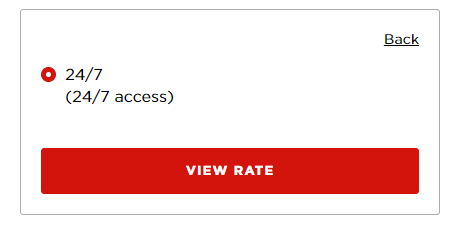 Back
24/7
(24/7 access)
VIEW RATE